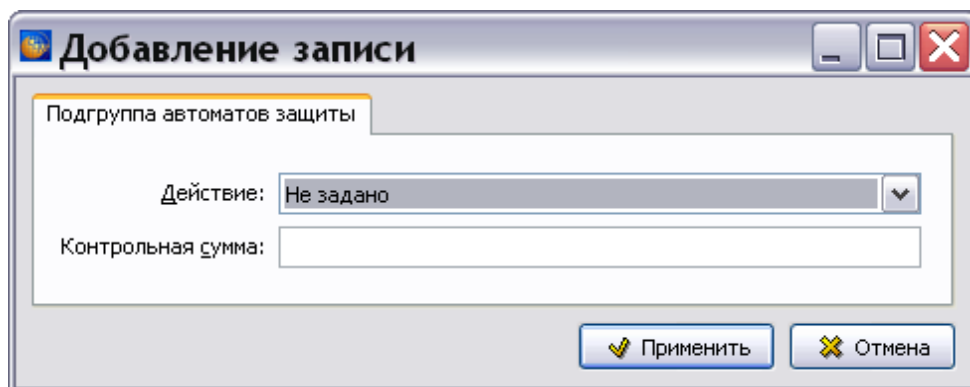 Добавление записи
Подгруппа автоматов защиты
Действие: Не задано
Контрольная сумма:
Применить Отмена